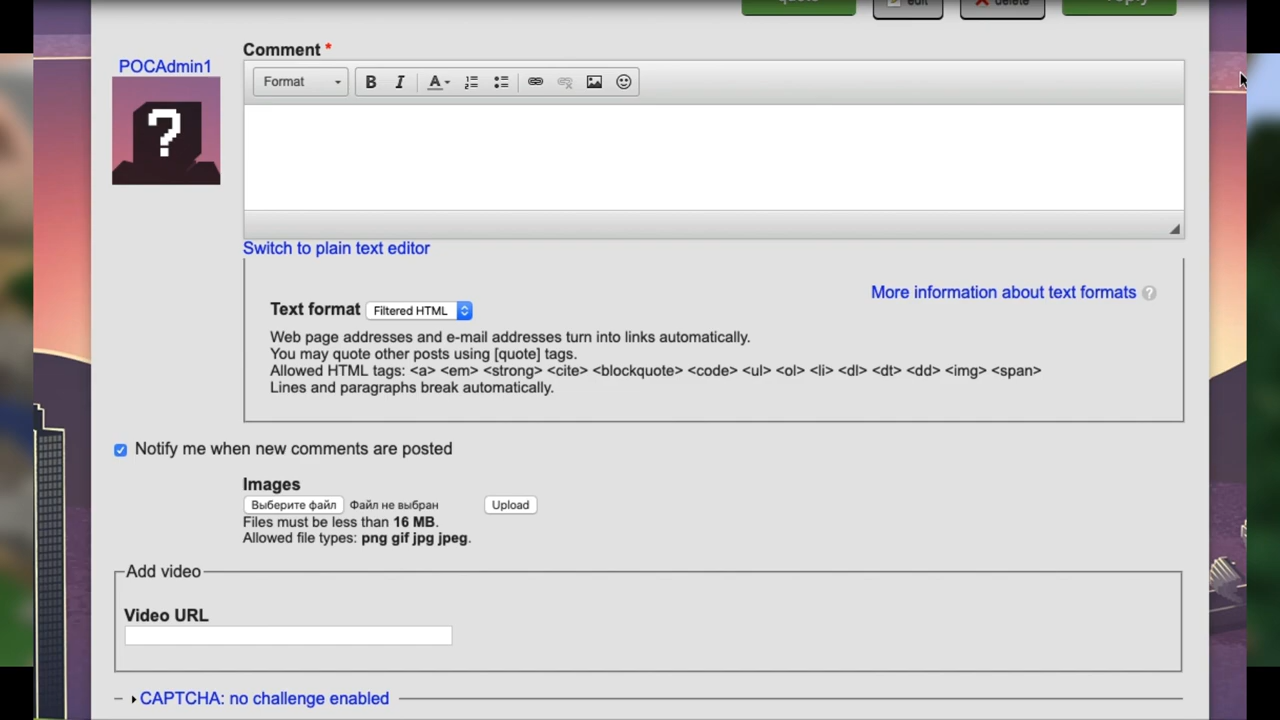 quote edit delete reply
Comment *
POCAdmin1
Format B I A
?
Switch to plain text editor
More information about text formats ?
Text format Filtered HTML
Web page addresses and e-mail addresses turn into links automatically.
You may quote other posts using [quote] tags.
Allowed HTML tags: <a> <em> <strong> <cite> <blockquote> <code> <ul> <ol> <li> <dl> <dt> <dd> <img> <span>
Lines and paragraphs break automatically.
Notify me when new comments are posted
Images
Выберите файл Файл не выбран Upload
Files must be less than 16 MB.
Allowed file types: png gif jpg jpeg.
Add video
Video URL
CAPTCHA: no challenge enabled